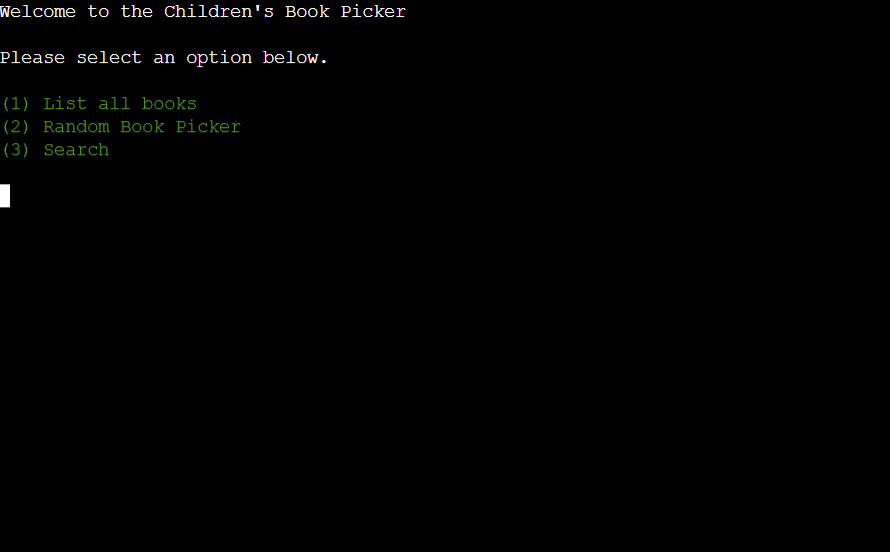 Welcome to the Children's Book Picker
Please select an option below.
(1) List all books
(2) Random Book Picker
(3) Search